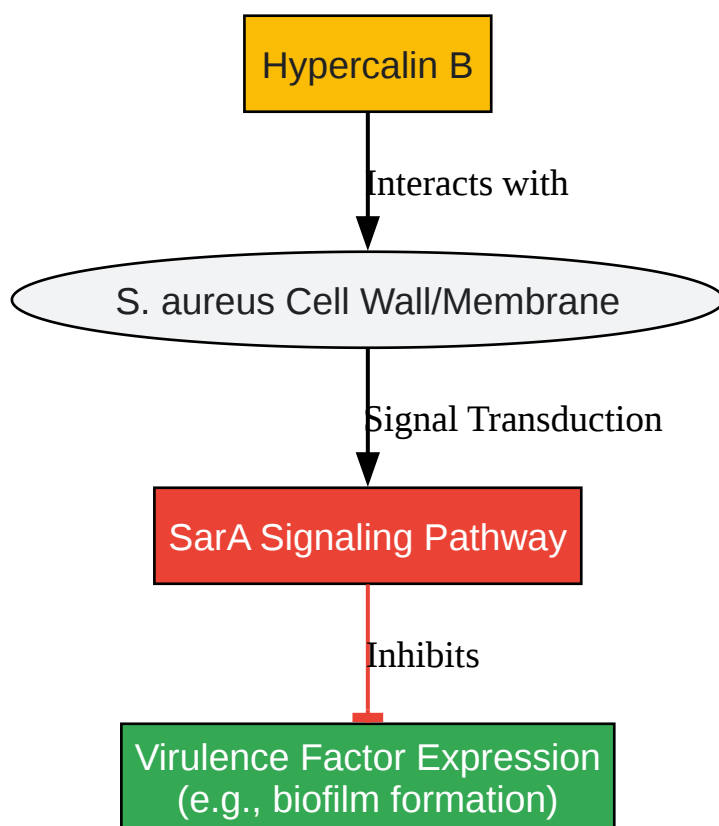 Hypercalin B
Interacts with
S. aureus Cell Wall/Membrane
Signal Transduction
SarA Signaling Pathway
Inhibits
Virulence Factor Expression
(e.g., biofilm formation)